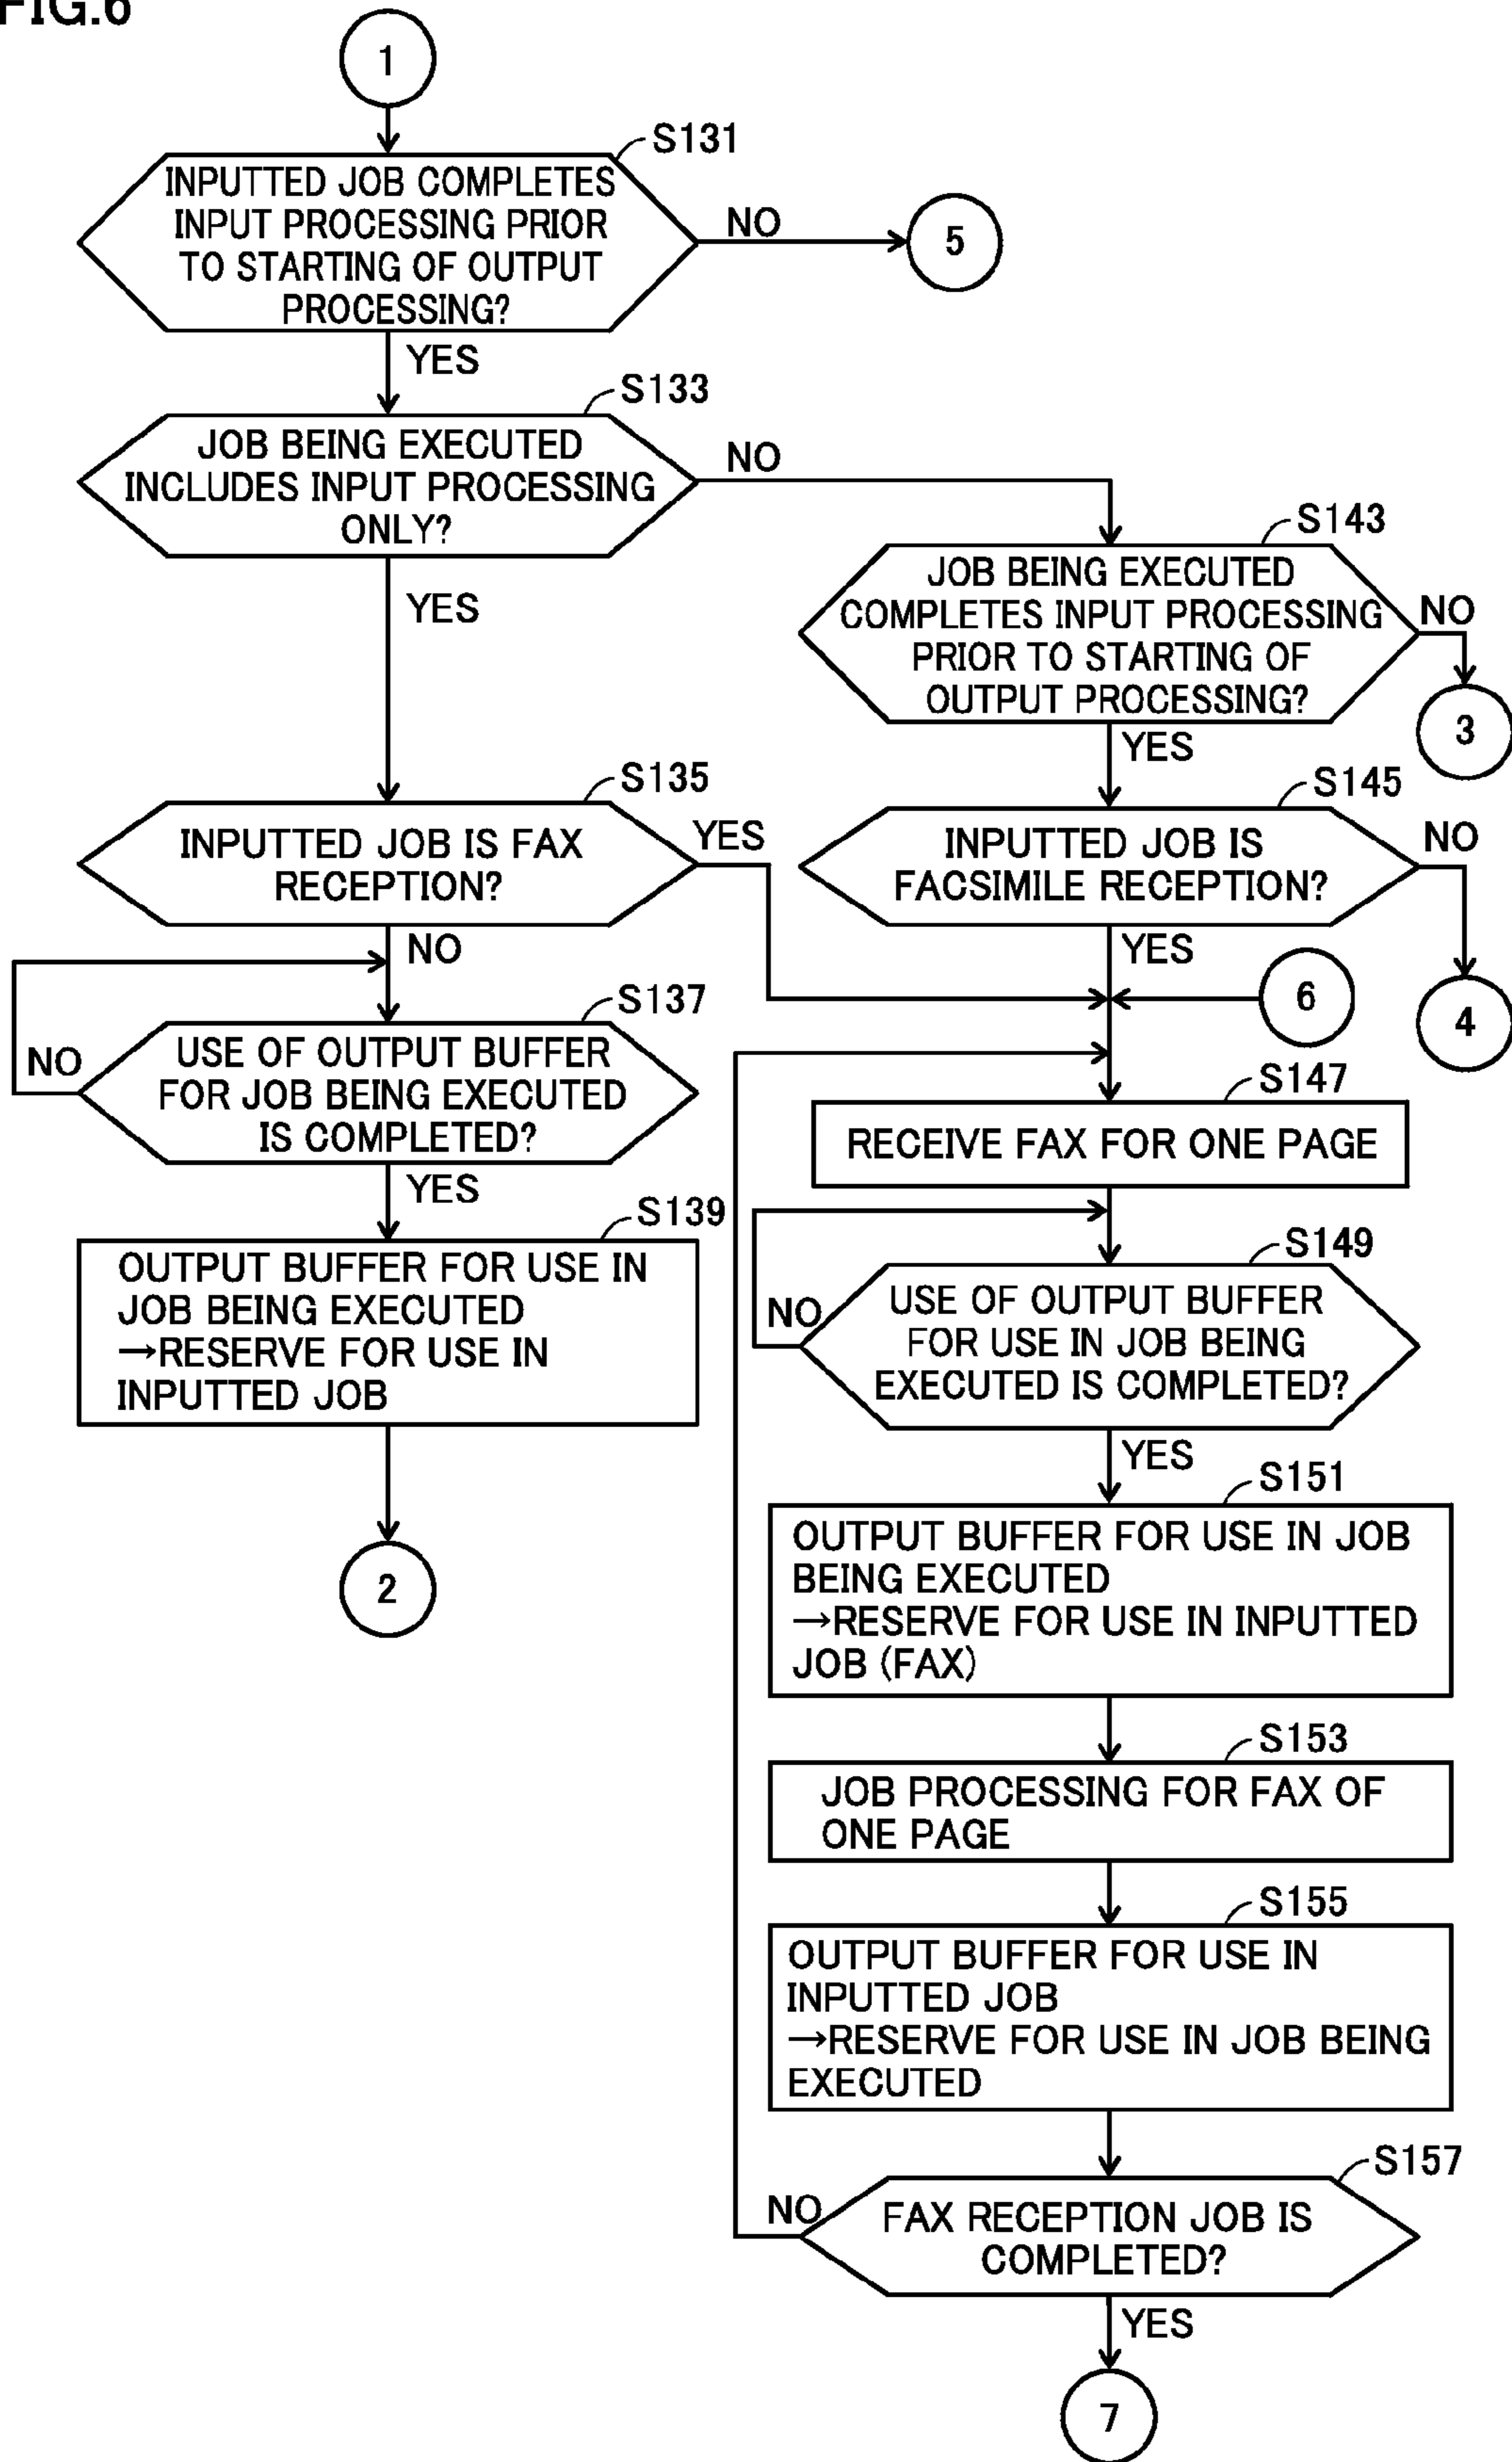 FIG.6
1
S131
INPUTTED JOB COMPLETES
INPUT PROCESSING PRIOR
TO STARTING OF OUTPUT
PROCESSING?
NO
5
YES
S133
JOB BEING EXECUTED
INCLUDES INPUT PROCESSING
ONLY?
NO
YES
S143
JOB BEING EXECUTED
COMPLETES INPUT PROCESSING
PRIOR TO STARTING OF
OUTPUT PROCESSING?
NO
3
YES
S135
INPUTTED JOB IS FAX
RECEPTION?
YES
NO
S145
INPUTTED JOB IS
FACSIMILE RECEPTION?
NO
4
YES
6
S137
USE OF OUTPUT BUFFER
FOR JOB BEING EXECUTED
IS COMPLETED?
NO
YES
S139
OUTPUT BUFFER FOR USE IN
JOB BEING EXECUTED
→RESERVE FOR USE IN
INPUTTED JOB
2
S147
RECEIVE FAX FOR ONE PAGE
S149
USE OF OUTPUT BUFFER
FOR USE IN JOB BEING
EXECUTED IS COMPLETED?
NO
YES
S151
OUTPUT BUFFER FOR USE IN JOB
BEING EXECUTED
→RESERVE FOR USE IN INPUTTED
JOB (FAX)
S153
JOB PROCESSING FOR FAX OF
ONE PAGE
S155
OUTPUT BUFFER FOR USE IN
INPUTTED JOB
→RESERVE FOR USE IN JOB BEING
EXECUTED
S157
FAX RECEPTION JOB IS
COMPLETED?
NO
YES
7